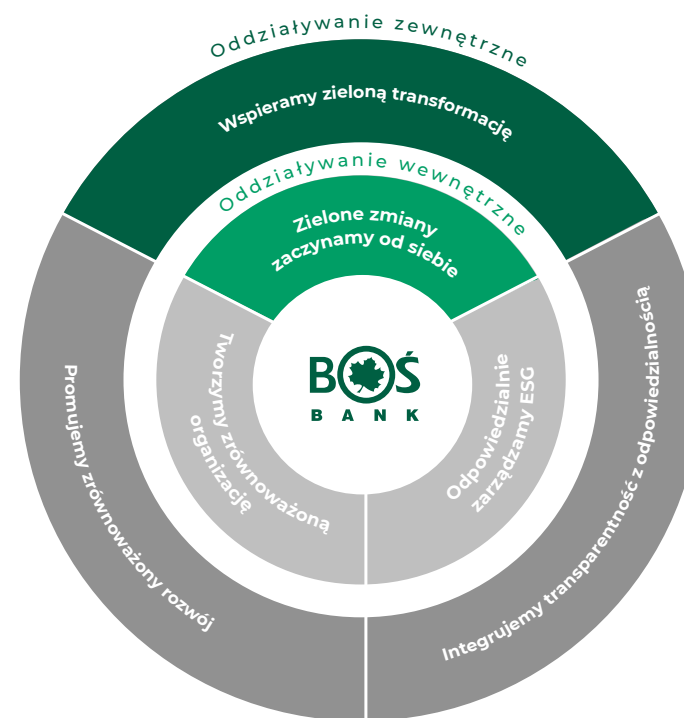 Oddziaływanie zewnętrzne
Wspieramy zieloną transformację
Oddziaływanie wewnętrzne
Zielone zmiany
zaczynamy od siebie
BOŚ
BANK
Tworzymy zrównoważoną
organizację
Odpowiedzialnie
zarządzamy ESG
Promujemy zrównoważony rozwój
Integrujemy transparentność z odpowiedzialnością